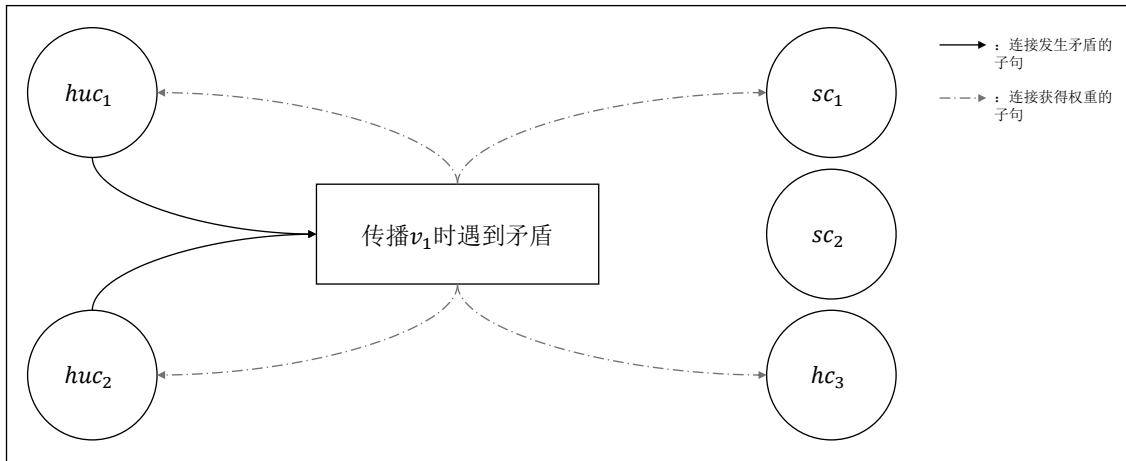 huc₁
sc₁
：连接发生矛盾的
子句
：连接获得权重的
子句
传播v₁时遇到矛盾
sc₂
huc₂
hc₃